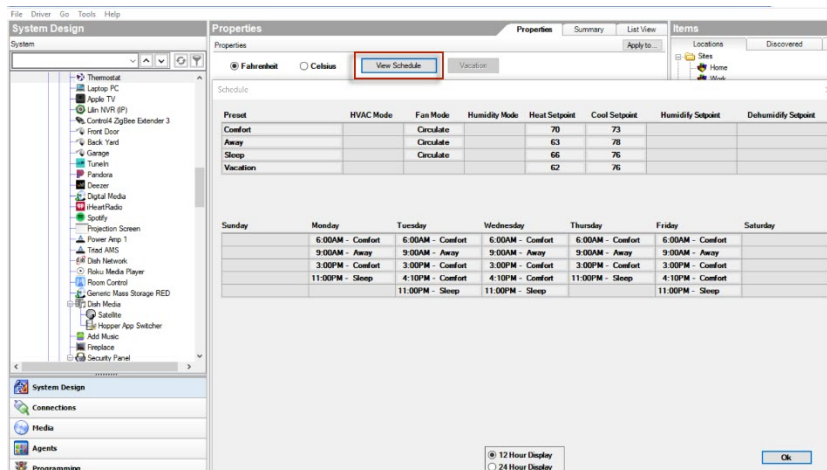 File Driver Go Tools Help
System Design
System
Thermostat
Laptop PC
Apple TV
Lilin NVR (IP)
Control4 ZigBee Extender 3
Front Door
Back Yard
Garage
TuneIn
Pandora
Deezer
Digital Media
iHeartRadio
Spotify
Projection Screen
Power Amp 1
Triad AMS
Dish Network
Roku Media Player
Room Control
Generic Mass Storage RED
Dish Media
Satellite
Hopper App Switcher
Add Music
Fireplace
Security Panel
System Design
Connections
Media
Agents
Programming
Properties
Properties Summary List View
Properties
Apply to...
Fahrenheit Celsius View Schedule Vacation
Items
Locations Discovered
Sites
Home
Work
Schedule
Preset HVAC Mode Fan Mode Humidity Mode Heat Setpoint Cool Setpoint Humidify Setpoint Dehumidify Setpoint
Comfort Circulate 70 73
Away Circulate 63 78
Sleep Circulate 66 76
Vacation 62 76
Sunday Monday Tuesday Wednesday Thursday Friday Saturday
6:00AM - Comfort 6:00AM - Comfort 6:00AM - Comfort 6:00AM - Comfort 6:00AM - Comfort
9:00AM - Away 9:00AM - Away 9:00AM - Away 9:00AM - Away 9:00AM - Away
3:00PM - Comfort 3:00PM - Comfort 3:00PM - Comfort 3:00PM - Comfort 3:00PM - Comfort
11:00PM - Sleep 4:10PM - Comfort 4:10PM - Comfort 11:00PM - Sleep 4:10PM - Comfort
11:00PM - Sleep 11:00PM - Sleep 11:00PM - Sleep
12 Hour Display
24 Hour Display
Ok